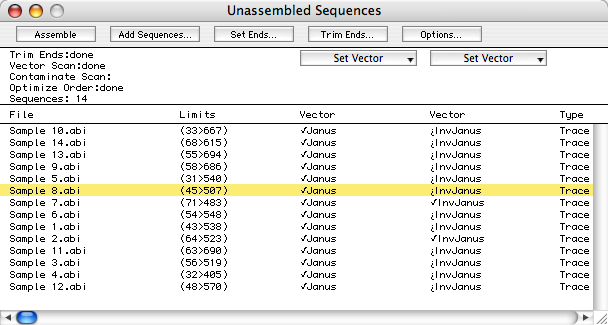 Unassembled Sequences
Assemble Add Sequences... Set Ends... Trim Ends... Options...
Trim Ends:done Set Vector Set Vector
Vector Scan:done
Contaminate Scan:
Optimize Order:done
Sequences: 14
File Limits Vector Vector Type
Sample 10.abi (33>667) ✓Janus ¿InvJanus Trace
Sample 14.abi (68>615) ✓Janus ¿InvJanus Trace
Sample 13.abi (55>694) ✓Janus ¿InvJanus Trace
Sample 9.abi (58>686) ✓Janus ¿InvJanus Trace
Sample 5.abi (31>540) ✓Janus ¿InvJanus Trace
Sample 8.abi (45>507) ✓Janus ¿InvJanus Trace
Sample 7.abi (71>483) ✓Janus ✓InvJanus Trace
Sample 6.abi (54>548) ✓Janus ¿InvJanus Trace
Sample 1.abi (43>538) ✓Janus ¿InvJanus Trace
Sample 2.abi (64>523) ✓Janus ✓InvJanus Trace
Sample 11.abi (63>690) ✓Janus ¿InvJanus Trace
Sample 3.abi (56>519) ✓Janus ¿InvJanus Trace
Sample 4.abi (32>405) ✓Janus ¿InvJanus Trace
Sample 12.abi (48>570) ✓Janus ¿InvJanus Trace